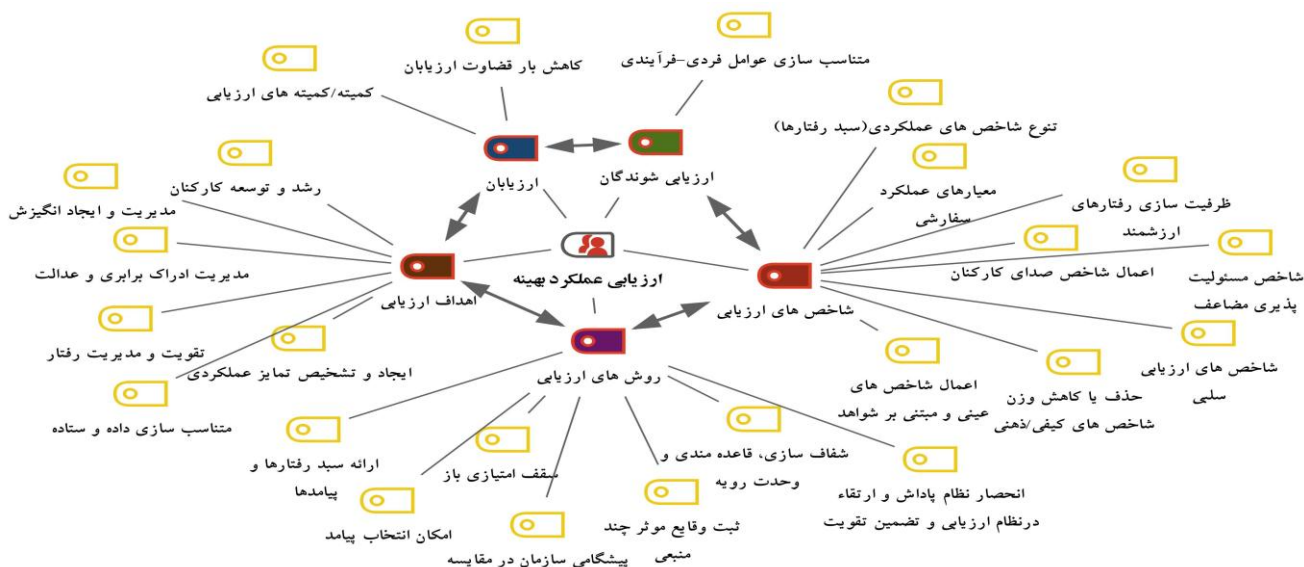 متناسب سازی عوامل فردی-فرآیندی
کاهش بار قضاوت ارزیابان
کمیته/کمیته های ارزیابی
تنوع شاخص های عملکردی(سبد رفتارها)
ارزیابی شوندگان
ارزیابان
رشد و توسعه کارکنان
مدیریت و ایجاد انگیزش
معیارهای عملکرد
سفارشی
ظرفیت سازی رفتارهای
ارزشمند
مدیریت ادراک برابری و عدالت
ارزیابی عملکرد بهینه
اعمال شاخص صدای کارکنان
شاخص مسئولیت
پذیری مضاعف
اهداف ارزیابی
شاخص های ارزیابی
تقویت و مدیریت رفتار
ایجاد و تشخیص تمایز عملکردی
روش های ارزیابی
اعمال شاخص های
عینی و مبتنی بر شواهد
حذف یا کاهش وزن
شاخص های کیفی/ذهنی
شاخص های ارزیابی
سلبی
متناسب سازی داده و ستاده
ارائه سبد رفتارها و
پیامدها
سقف امتیازی باز
شفاف سازی، قاعده مندی و
وحدت رویه
انحصار نظام پاداش و ارتقاء
درنظام ارزیابی و تضمین تقویت
امکان انتخاب پیامد
پیشگامی سازمان در مقایسه
ثبت وقایع موثر چند
منبعی